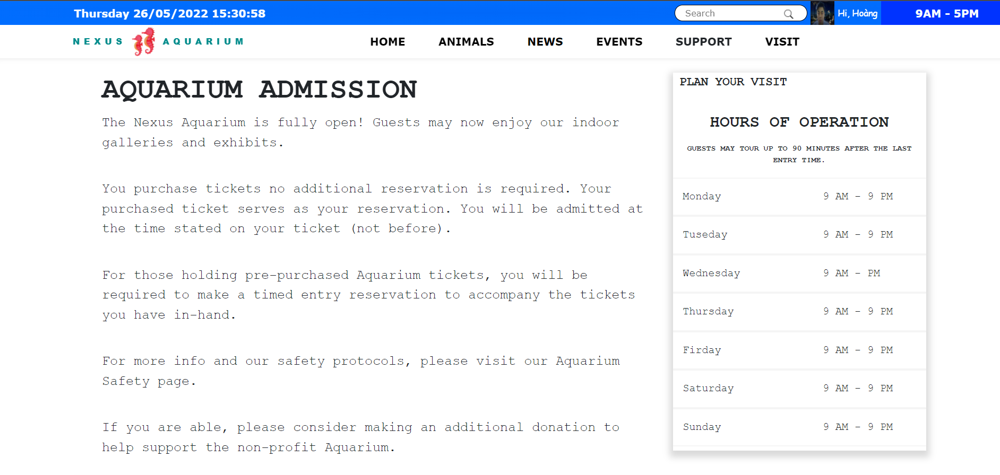 Thursday 26/05/2022 15:30:58
Search
Hi, Hoàng
9AM - 5PM
NEXUS AQUARIUM
HOME ANIMALS NEWS EVENTS SUPPORT VISIT
AQUARIUM ADMISSION
The Nexus Aquarium is fully open! Guests may now enjoy our indoor
galleries and exhibits.
You purchase tickets no additional reservation is required. Your
purchased ticket serves as your reservation. You will be admitted at
the time stated on your ticket (not before).
For those holding pre-purchased Aquarium tickets, you will be
required to make a timed entry reservation to accompany the tickets
you have in-hand.
For more info and our safety protocols, please visit our Aquarium
Safety page.
If you are able, please consider making an additional donation to
help support the non-profit Aquarium.
PLAN YOUR VISIT
HOURS OF OPERATION
GUESTS MAY TOUR UP TO 90 MINUTES AFTER THE LAST
ENTRY TIME.
Monday 9 AM - 9 PM
Tuseday 9 AM - 9 PM
Wednesday 9 AM - PM
Thursday 9 AM - 9 PM
Firday 9 AM - 9 PM
Saturday 9 AM - 9 PM
Sunday 9 AM - 9 PM